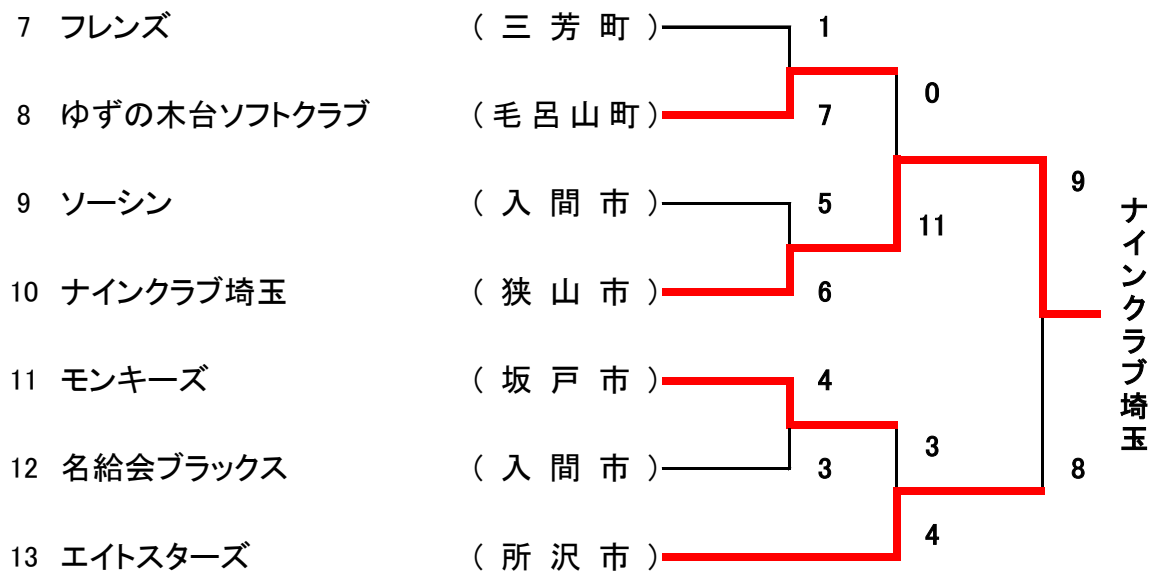 7 フレンズ (三芳町) 1
0
8 ゆずの木台ソフトクラブ (毛呂山町) 7
9
9 ソーシン (入間市) 5
11
10 ナインクラブ埼玉 (狭山市) 6
ナインクラブ埼玉
11 モンキーズ (坂戸市) 4
3
12 名給会ブラックス (入間市) 3
8
13 エイトスターズ (所沢市) 4